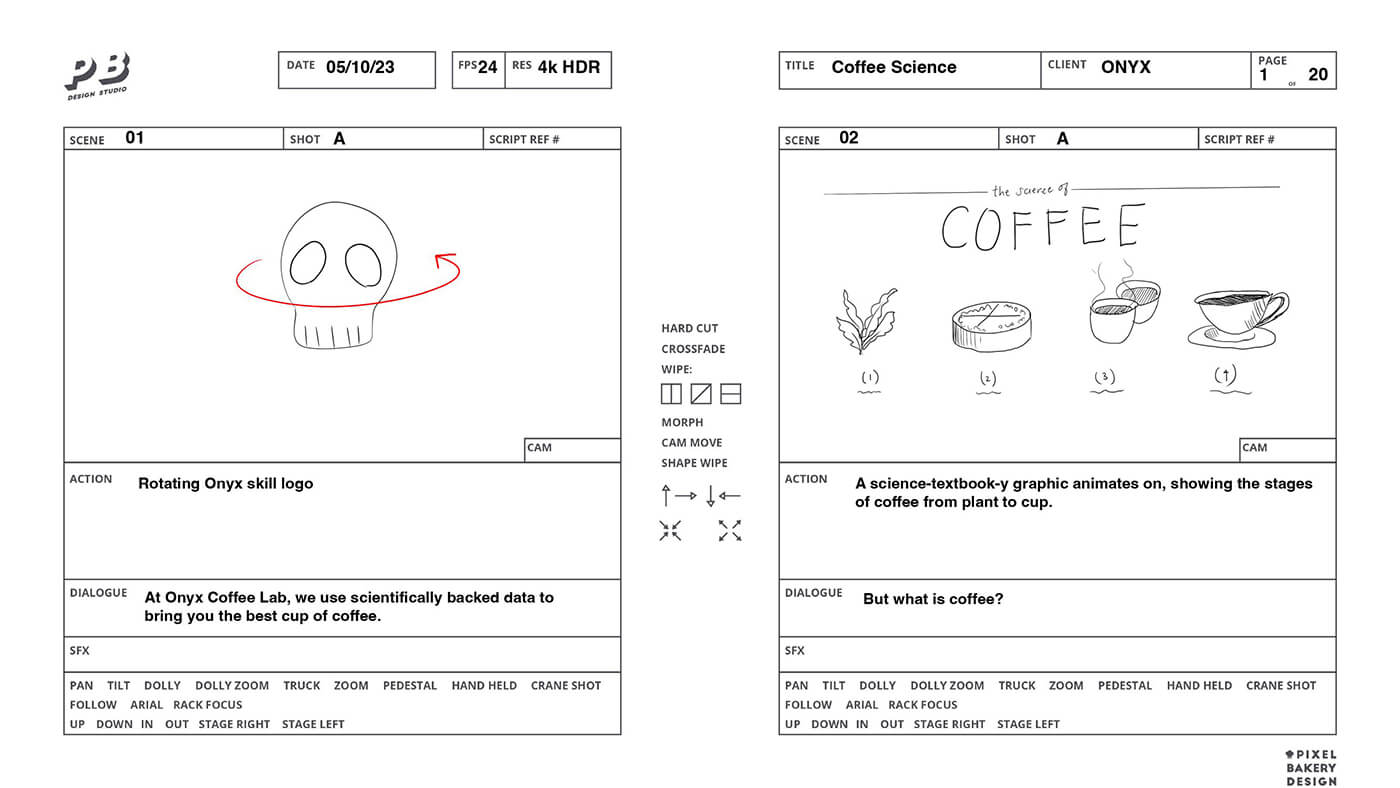 PB
DESIGN STUDIO
DATE 05/10/23
FPS 24 RES 4k HDR
TITLE Coffee Science CLIENT ONYX PAGE 1 OF 20
SCENE 01 SHOT A SCRIPT REF #
CAM
ACTION Rotating Onyx skill logo
DIALOGUE At Onyx Coffee Lab, we use scientifically backed data to
bring you the best cup of coffee.
SFX
PAN TILT DOLLY DOLLY ZOOM TRUCK ZOOM PEDESTAL HAND HELD CRANE SHOT
FOLLOW ARIAL RACK FOCUS
UP DOWN IN OUT STAGE RIGHT STAGE LEFT
HARD CUT
CROSSFADE
WIPE:
MORPH
CAM MOVE
SHAPE WIPE
SCENE 02 SHOT A SCRIPT REF #
the science of
COFFEE
(1) (2) (3) (↑)
CAM
ACTION A science-textbook-y graphic animates on, showing the stages
of coffee from plant to cup.
DIALOGUE But what is coffee?
SFX
PAN TILT DOLLY DOLLY ZOOM TRUCK ZOOM PEDESTAL HAND HELD CRANE SHOT
FOLLOW ARIAL RACK FOCUS
UP DOWN IN OUT STAGE RIGHT STAGE LEFT
PIXEL
BAKERY
DESIGN